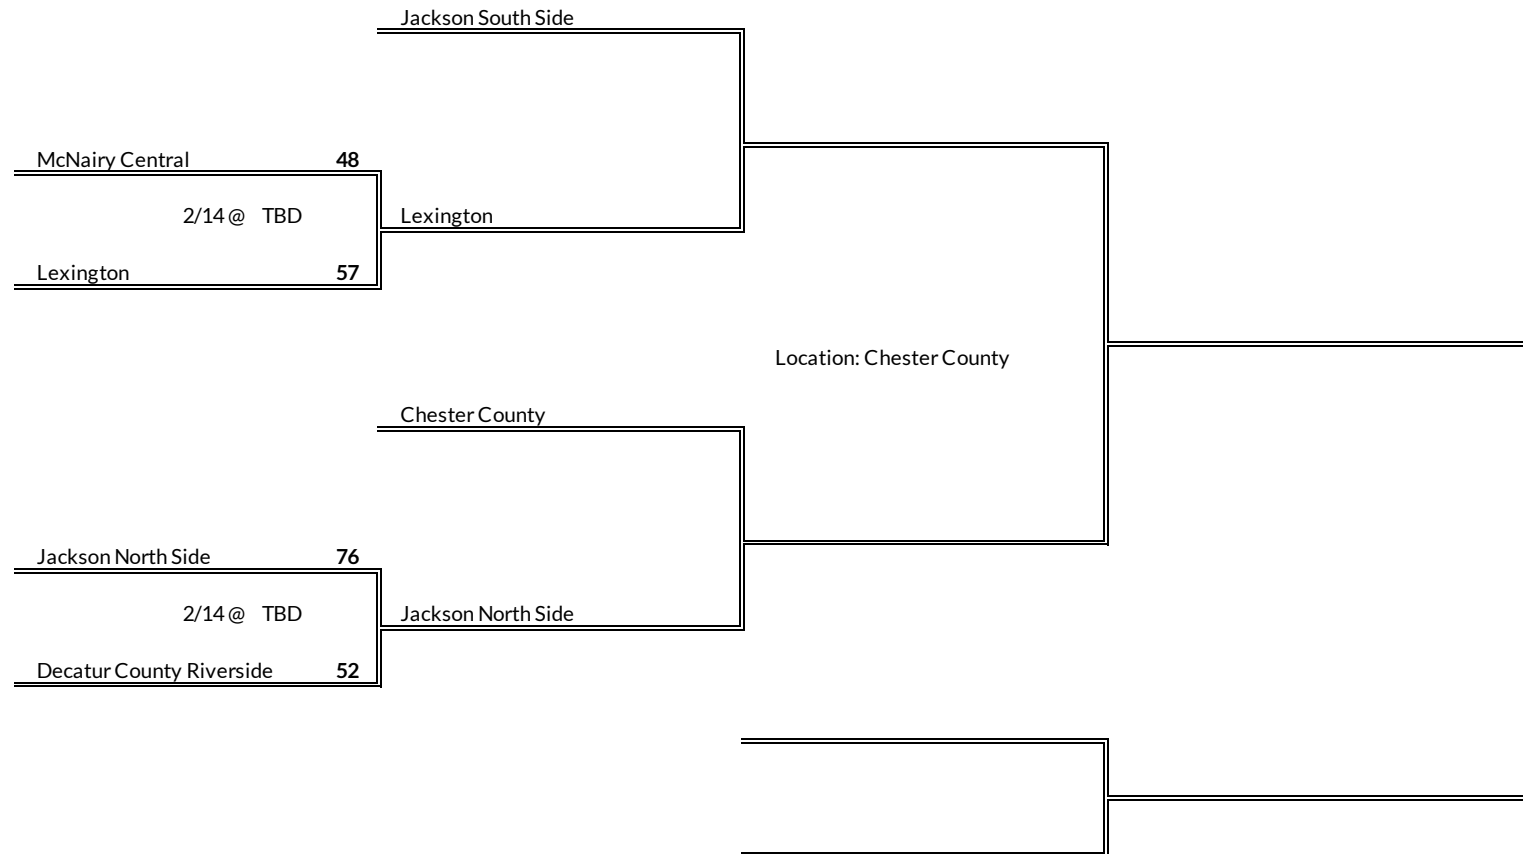 Jackson South Side
McNairy Central 48
2/14 @ TBD
Lexington
Lexington 57
Location: Chester County
Chester County
Jackson North Side 76
2/14 @ TBD
Jackson North Side
Decatur County Riverside 52